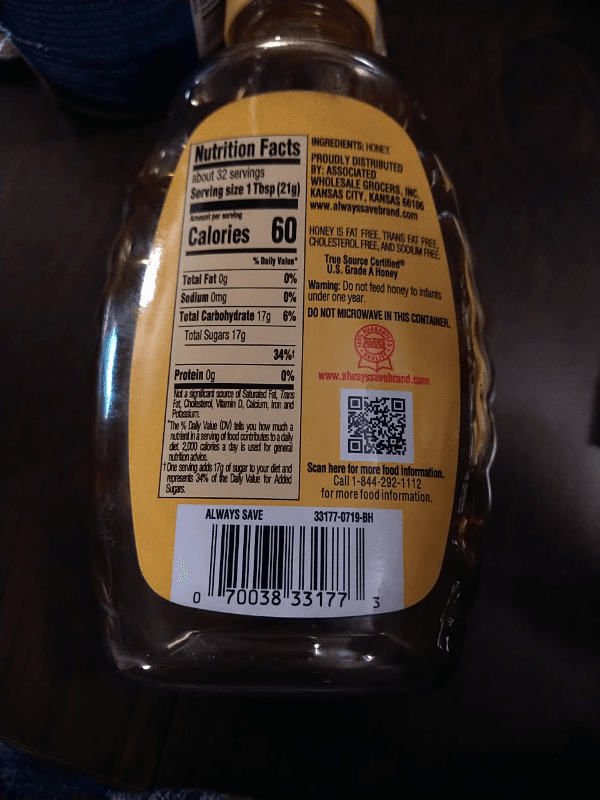 Nutrition Facts
about 32 servings
Serving size 1 Tbsp (21g)
Amount per serving
Calories 60
% Daily Value*
Total Fat 0g 0%
Sodium 0mg 0%
Total Carbohydrate 17g 6%
Total Sugars 17g
34%†
Protein 0g 0%
Not a significant source of Saturated Fat, Trans
Fat, Cholesterol, Vitamin D, Calcium, Iron and
Potassium.
*The % Daily Value (DV) tells you how much a
nutrient in a serving of food contributes to a daily
diet. 2,000 calories a day is used for general
nutrition advice.
†One serving adds 17g of sugar to your diet and
represents 34% of the Daily Value for Added
Sugars.
INGREDIENTS: HONEY.
PROUDLY DISTRIBUTED
BY: ASSOCIATED
WHOLESALE GROCERS, INC.
KANSAS CITY, KANSAS 66106
www.alwayssavebrand.com
HONEY IS FAT FREE, TRANS FAT FREE,
CHOLESTEROL FREE, AND SODIUM FREE.
True Source Certified®
U.S. Grade A Honey
Warning: Do not feed honey to infants
under one year.
DO NOT MICROWAVE IN THIS CONTAINER.
www.alwayssavebrand.com
Scan here for more food information.
Call 1-844-292-1112
for more food information.
ALWAYS SAVE 33177-0719-BH
0 70038 33177 3